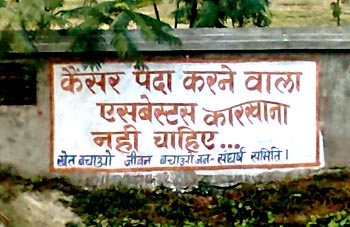 कैंसर पैदा करने वाला
एसबेस्टस कारखाना
नही चाहिए...
खेत बचाओ जीवन बचाओ जन-संघर्ष समिति।